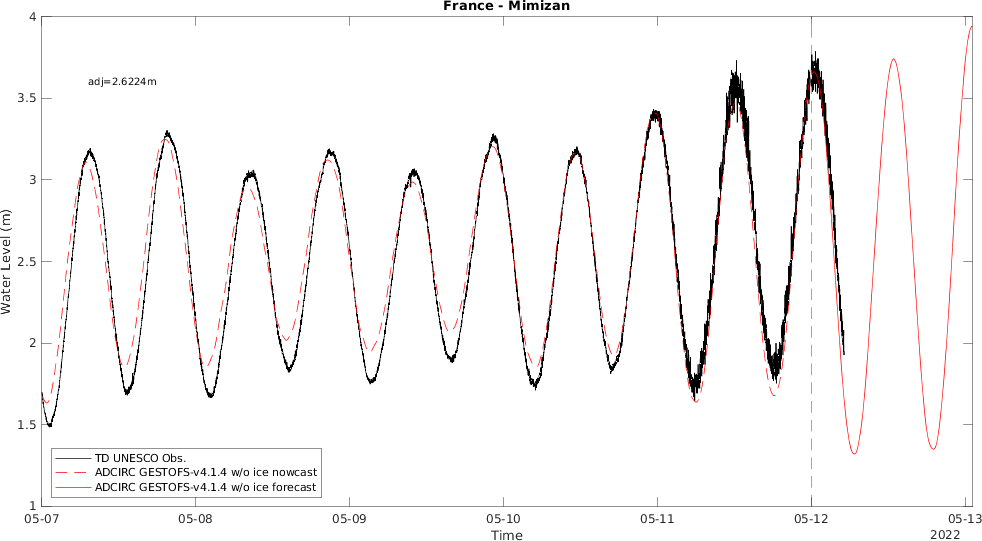 France - Mimizan
4
adj=2.6224m
3.5
3
2.5
2
1.5
1
Water Level (m)
TD UNESCO Obs.
ADCIRC GESTOFS-v4.1.4 w/o ice nowcast
ADCIRC GESTOFS-v4.1.4 w/o ice forecast
05-07 05-08 05-09 05-10 05-11 05-12 05-13
Time
2022